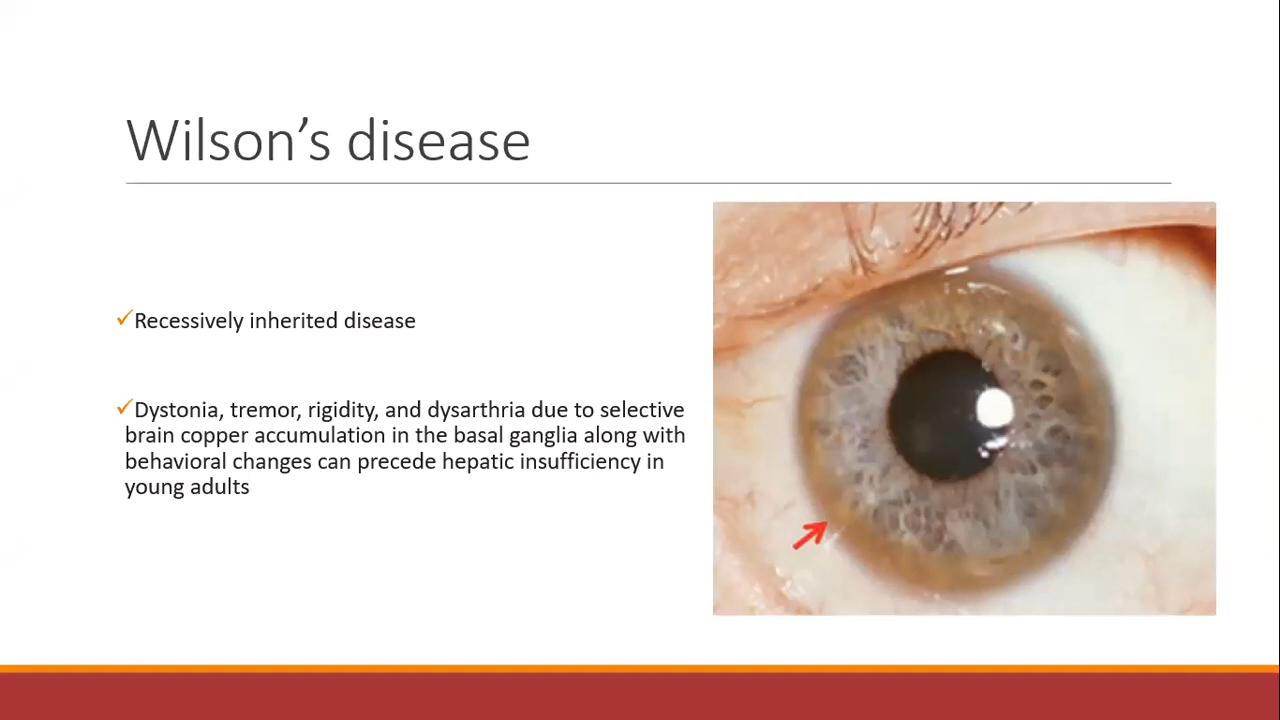 Wilson’s disease
✓Recessively inherited disease
✓Dystonia, tremor, rigidity, and dysarthria due to selective
brain copper accumulation in the basal ganglia along with
behavioral changes can precede hepatic insufficiency in
young adults